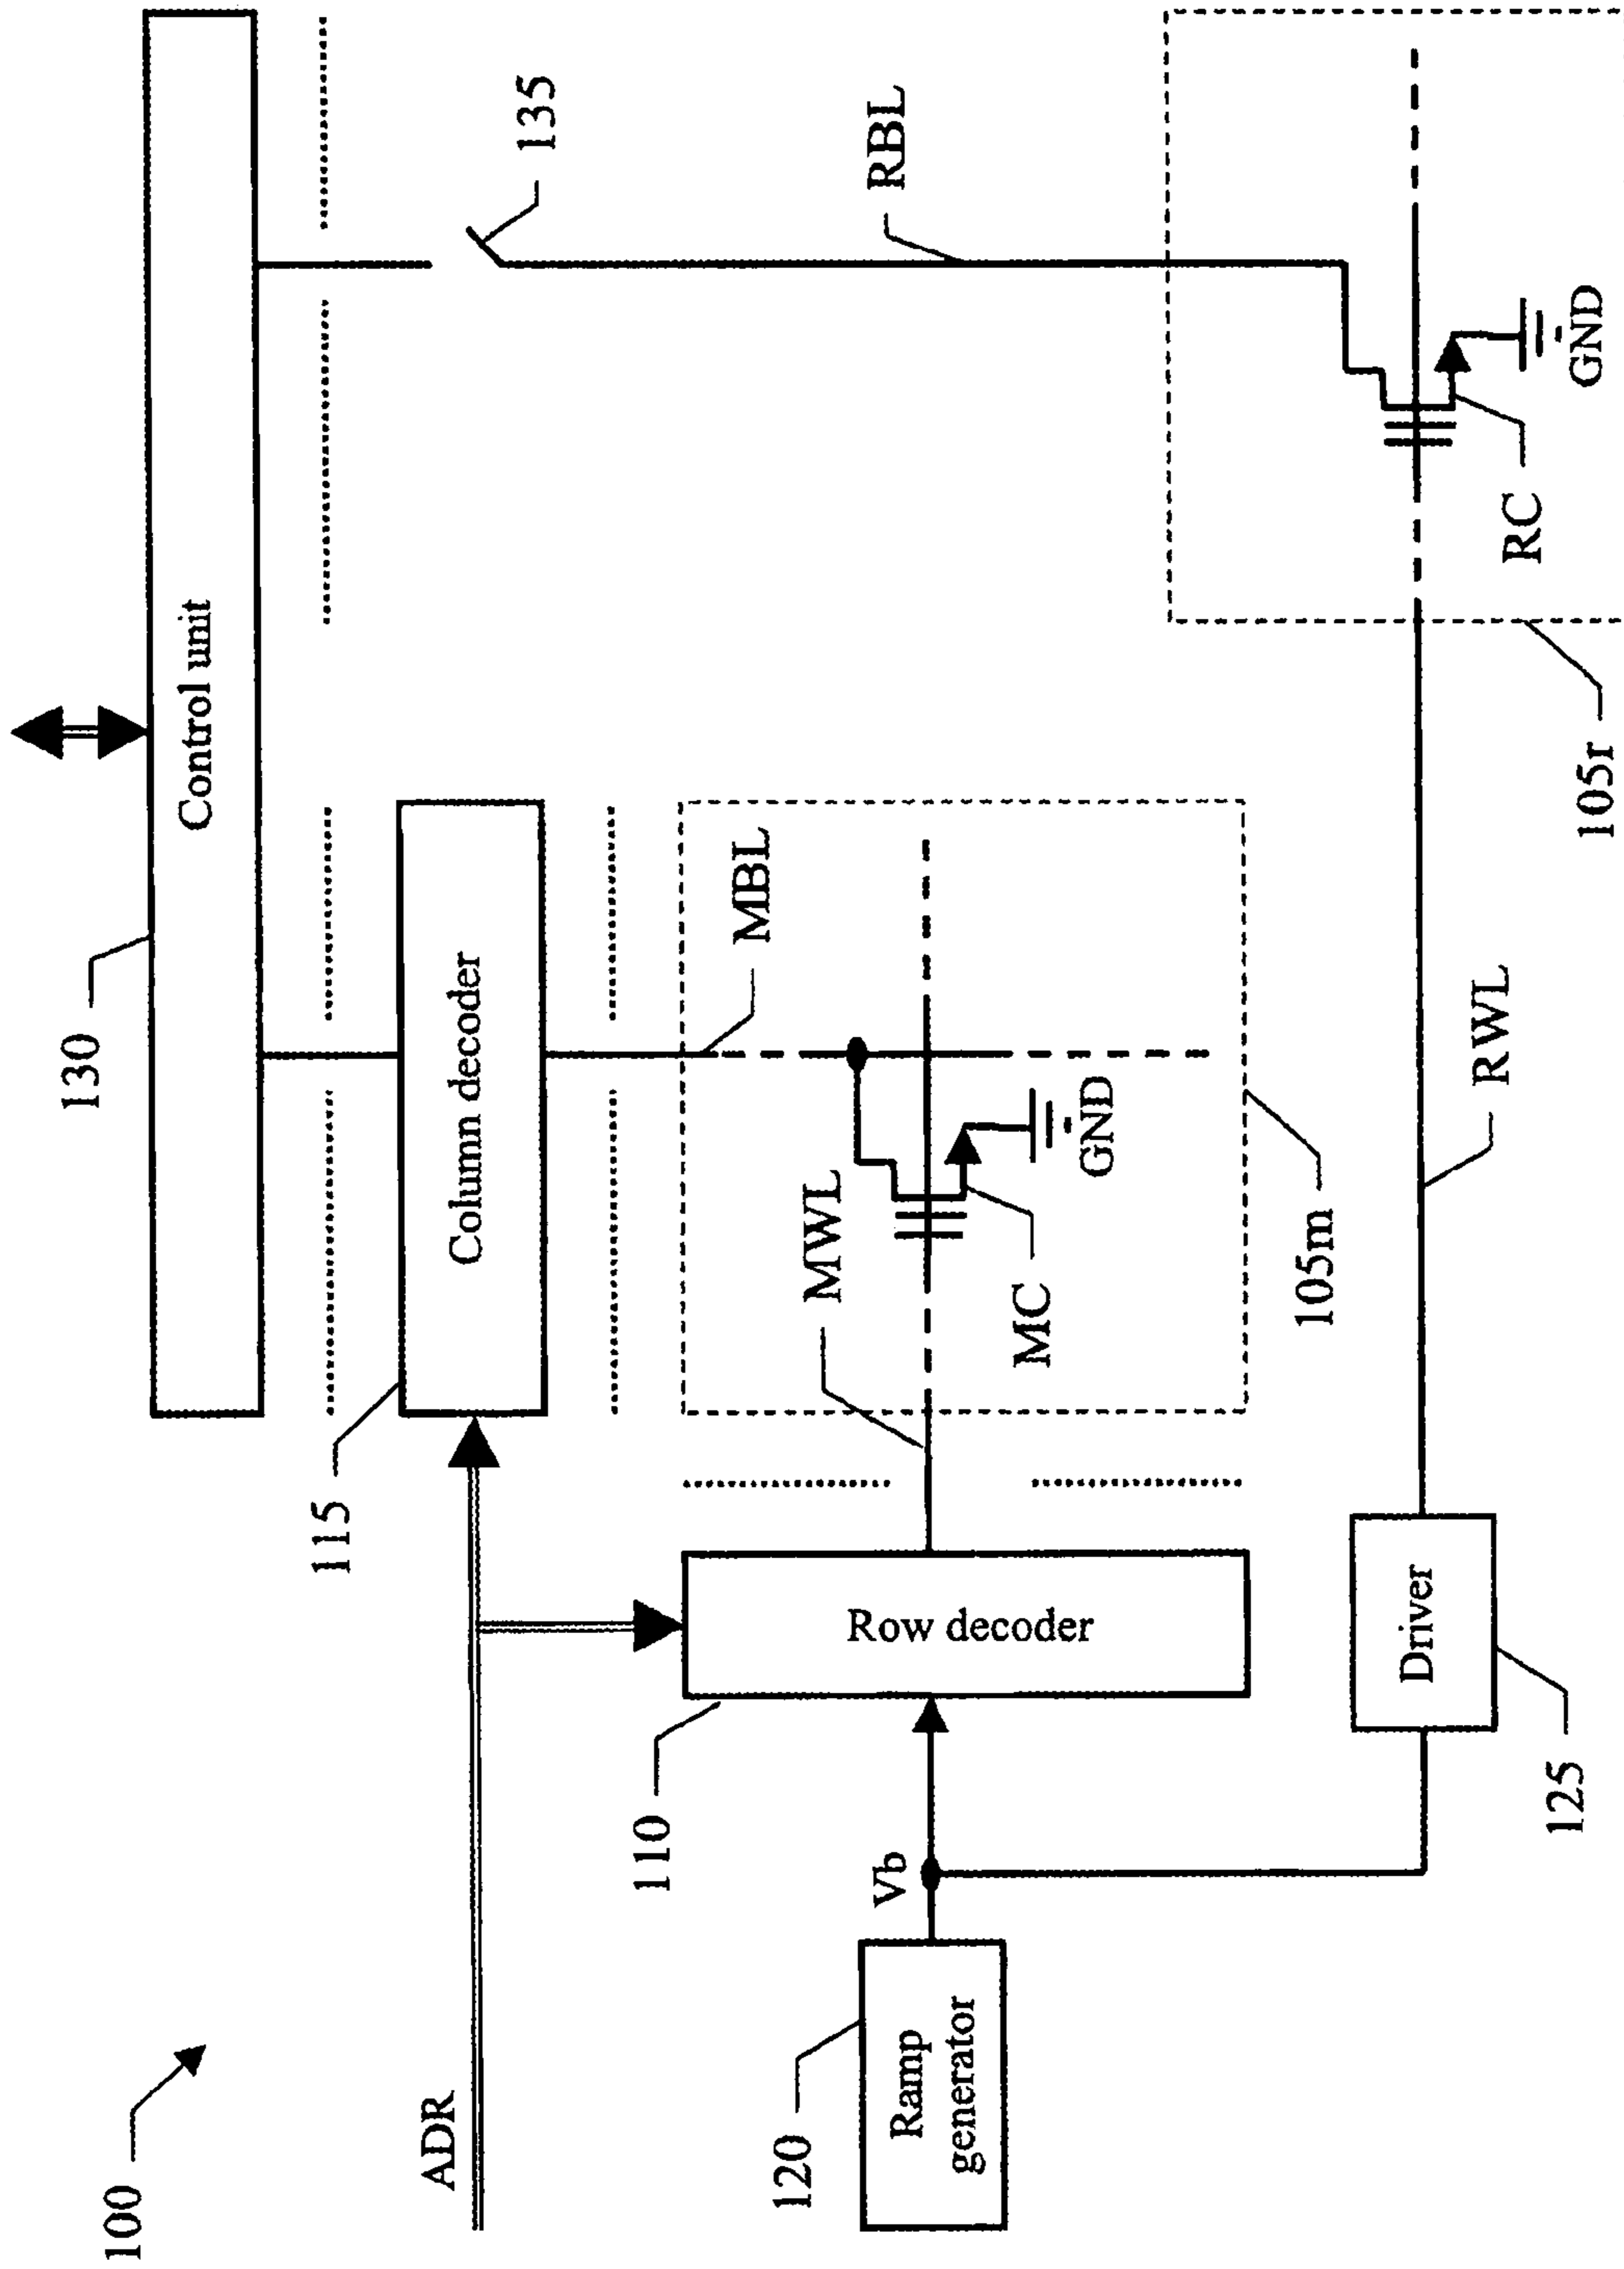 100
ADR
130
Control unit
115
Column decoder
135
RBL
MBL
110
Row decoder
MWL
MC
GND
105m
120
Ramp
generator
Vb
125
Driver
RWL
RC
GND
105r